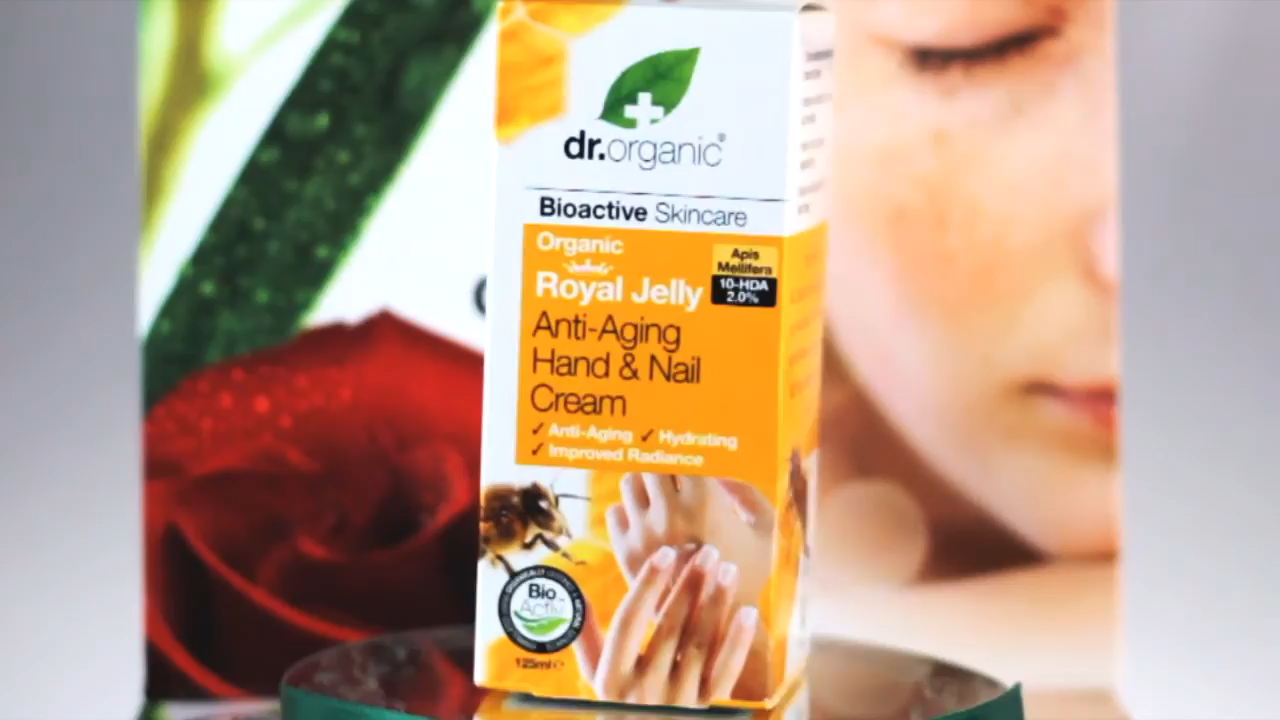 dr.organic®
Bioactive Skincare
Organic
Royal Jelly
Apis
Mellifera
10-HDA
2.0%
Anti-Aging
Hand & Nail
Cream
✓ Anti-Aging ✓ Hydrating
✓ Improved Radiance
Bio
Activ
125ml e